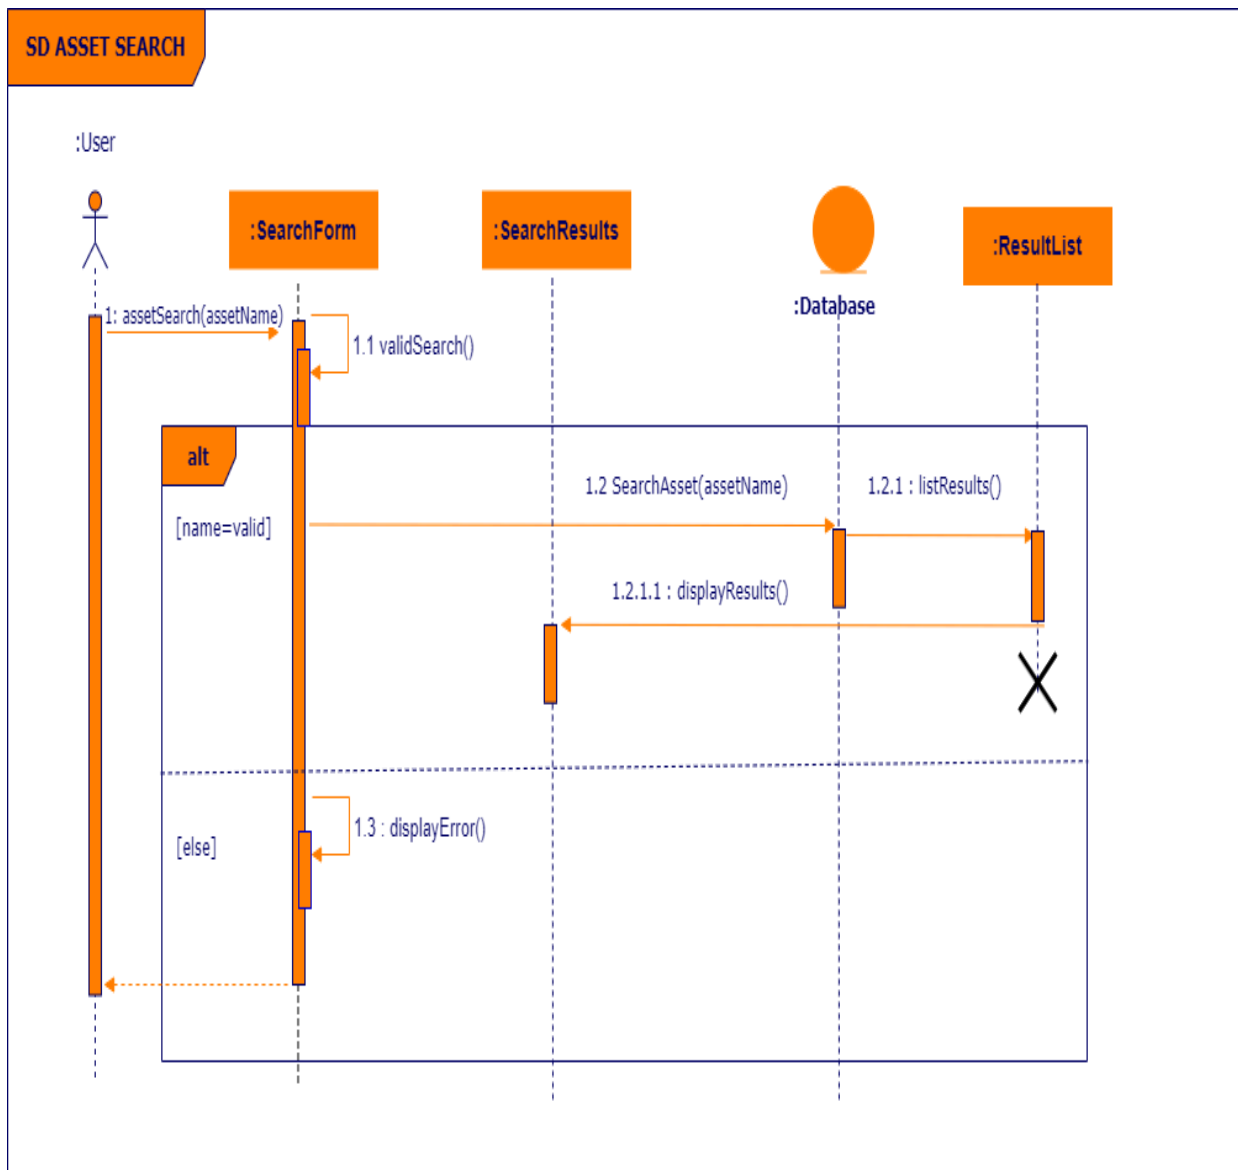 SD ASSET SEARCH
:User
:SearchForm
:SearchResults
:Database
:ResultList
1: assetSearch(assetName)
1.1 validSearch()
alt
1.2 SearchAsset(assetName)
1.2.1 : listResults()
[name=valid]
1.2.1.1 : displayResults()
1.3 : displayError()
[else]